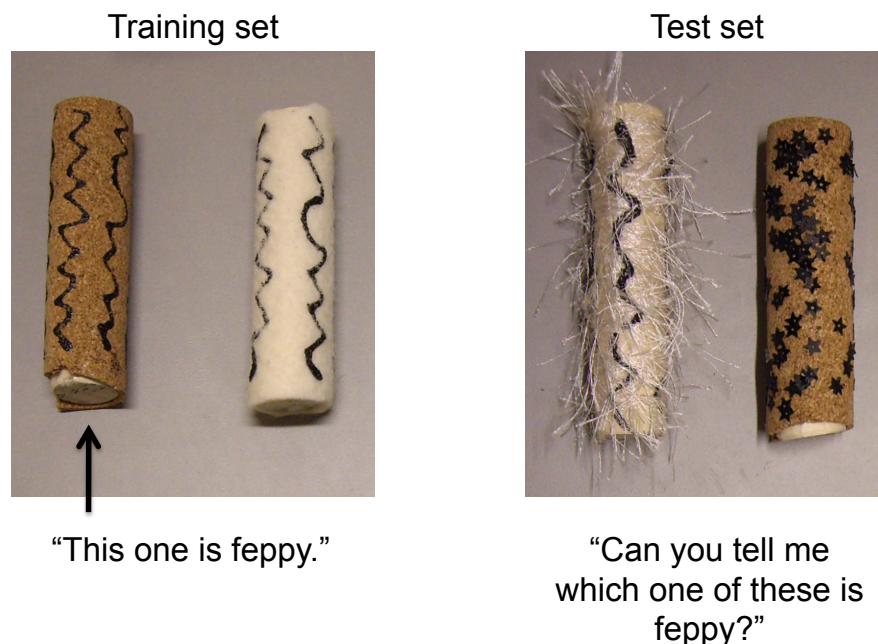 Training set
Test set
“This one is feppy.”
“Can you tell me
which one of these is
feppy?”